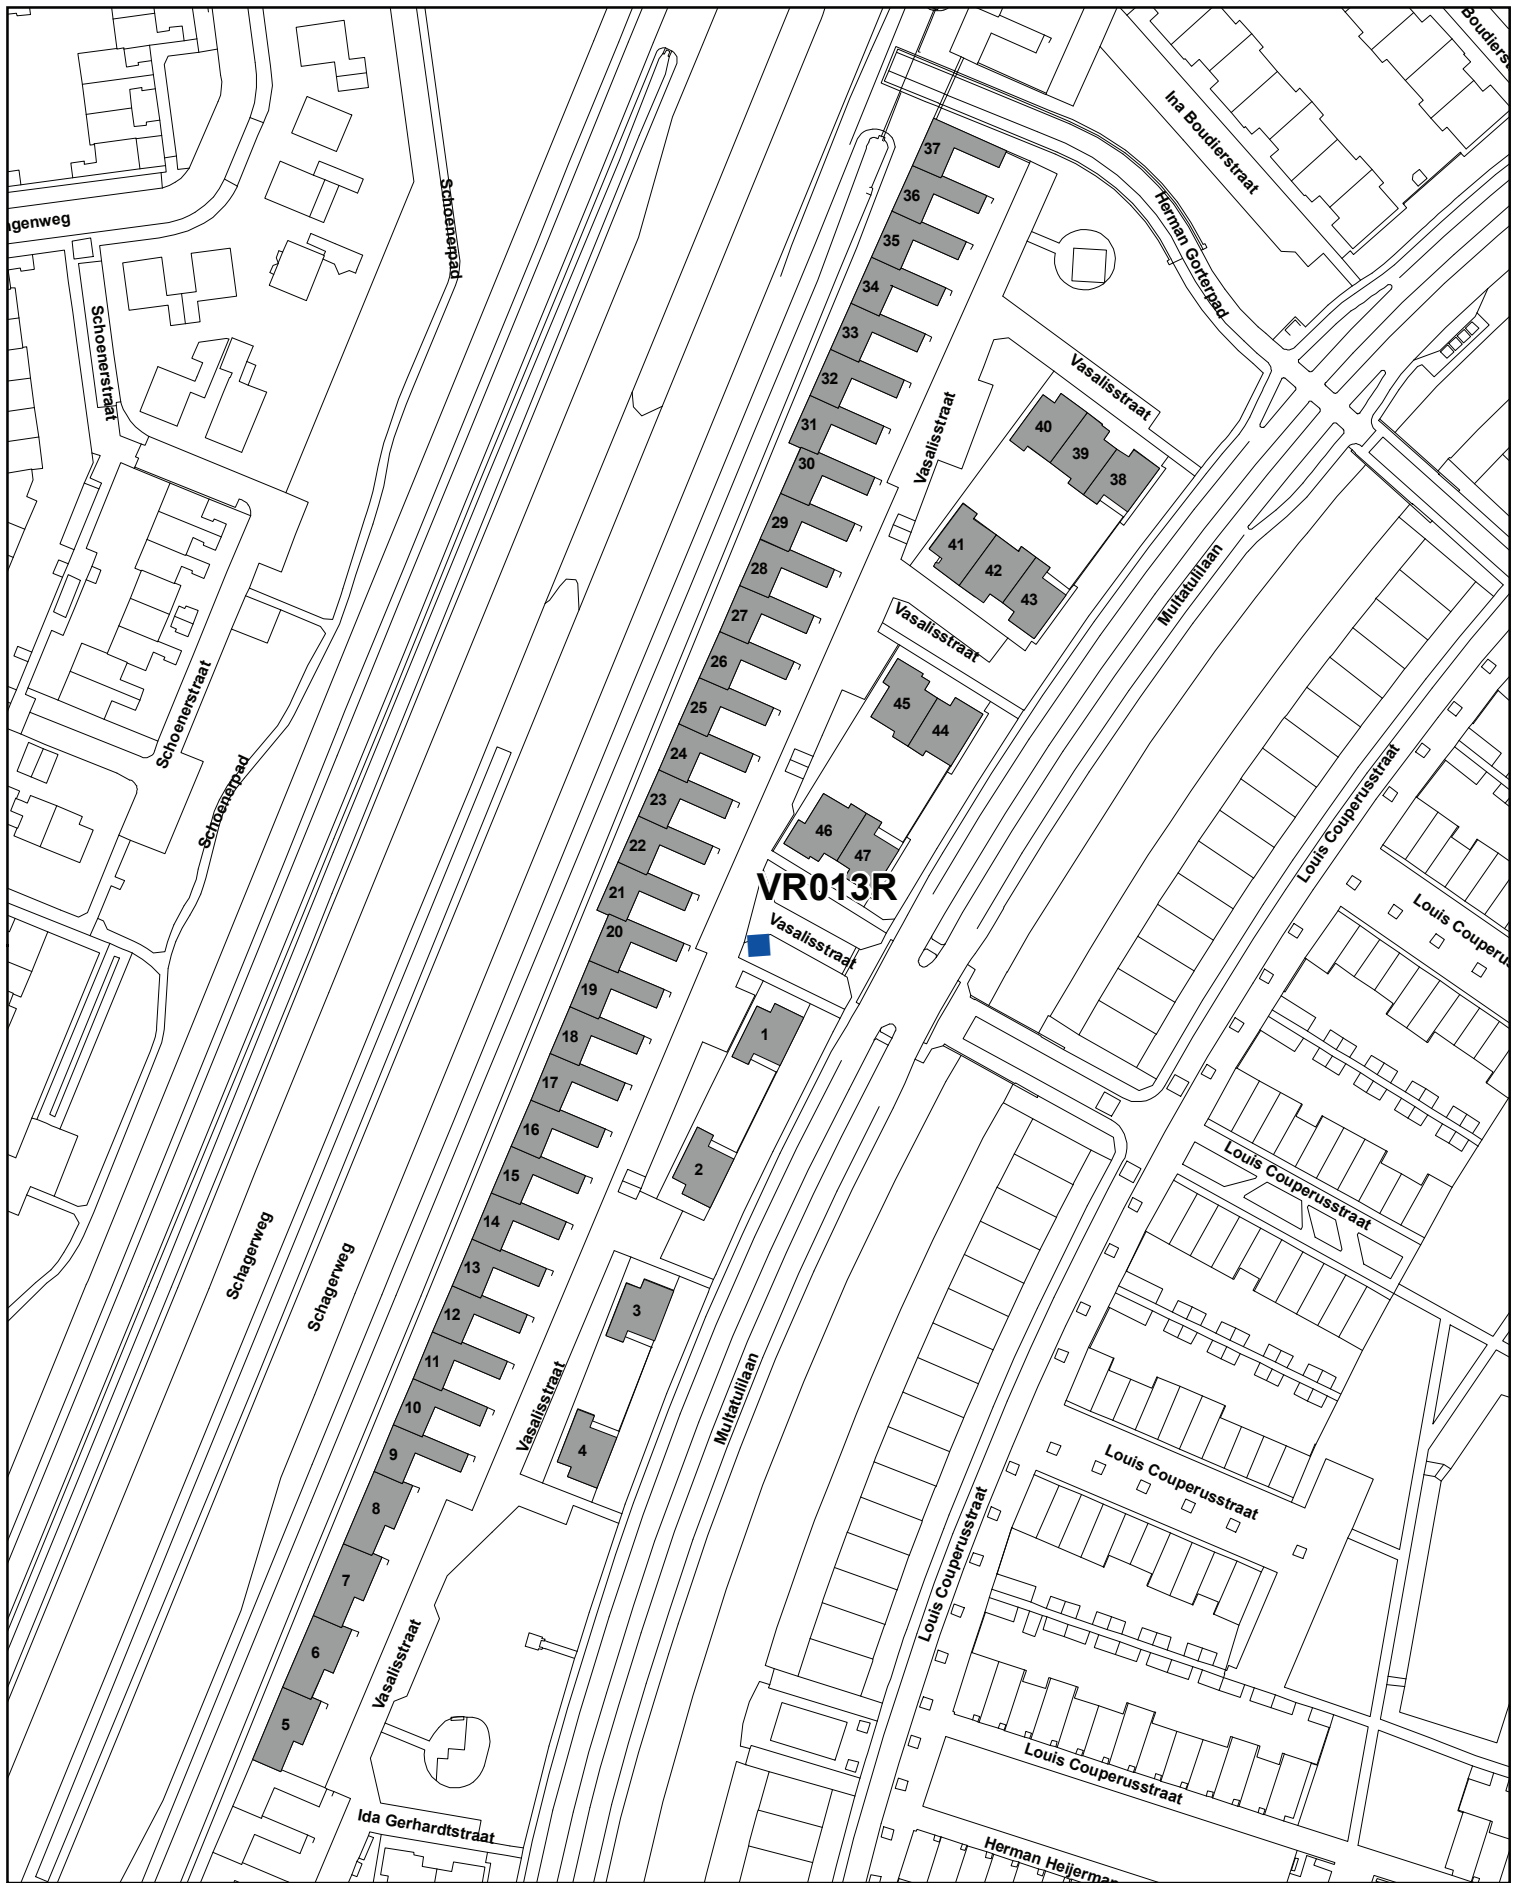 Boudierst
Ina Boudierstraat
Herman Gorterpad
Schoenerpad
ngenweg
Schoenerstraat
Vasalisstraat
Vasalisstraat
Vasalisstraat
Multatulilaan
Schoenerstraat
Schoenerpad
Louis Couperusstraat
Louis Couperus
VR013R
Vasalisstraat
Louis Couperusstraat
Schagerweg
Schagerweg
Vasalisstraat
Multatulilaan
Louis Couperusstraat
Louis Couperusstraat
Vasalisstraat
Louis Couperusstraat
Ida Gerhardtstraat
Herman Heijerman
37
36
35
34
33
32
31
30
29
28
27
26
25
24
23
22
21
20
19
18
17
16
15
14
13
12
11
10
9
8
7
6
5
40
39
38
41
42
43
45
44
46
47
1
2
3
4